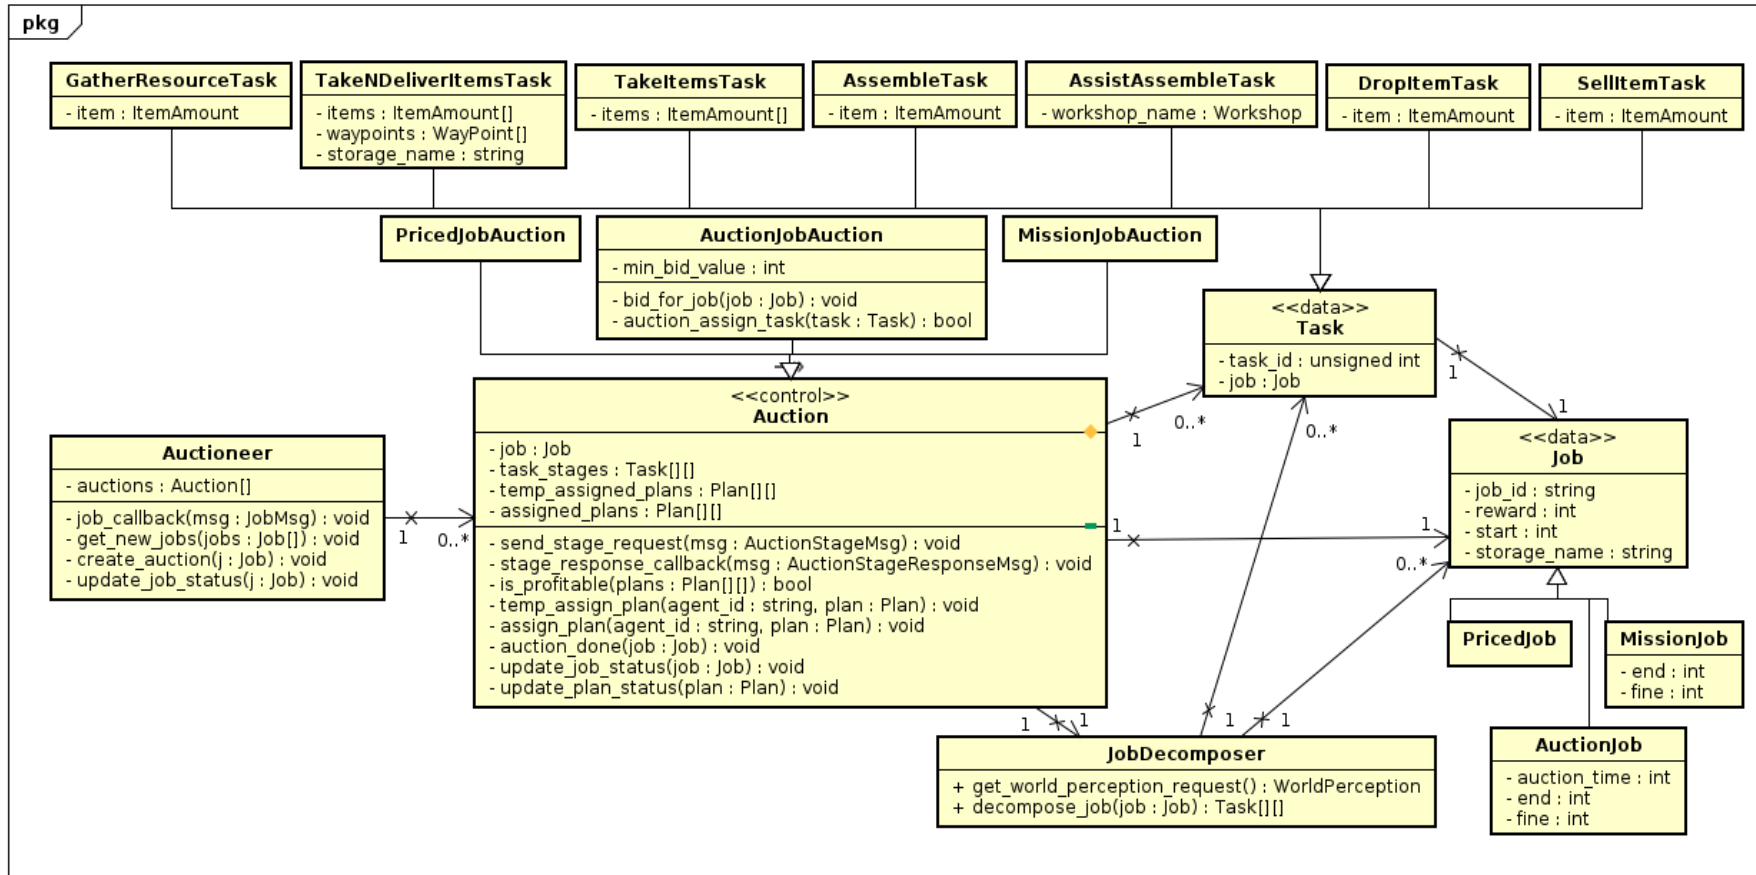 pkg
GatherResourceTask
- item : ItemAmount
TakeNDeliverItemsTask
- items : ItemAmount[]
- waypoints : WayPoint[]
- storage_name : string
TakeItemsTask
- items : ItemAmount[]
AssembleTask
- item : ItemAmount
AssistAssembleTask
- workshop_name : Workshop
DropItemTask
- item : ItemAmount
SellItemTask
- item : ItemAmount
PricedJobAuction
AuctionJobAuction
- min_bid_value : int
- bid_for_job(job : Job) : void
- auction_assign_task(task : Task) : bool
MissionJobAuction
<<data>>
Task
- task_id : unsigned int
- job : Job
1
1
0..*
1
0..*
<<control>>
Auction
- job : Job
- task_stages : Task[][]
- temp_assigned_plans : Plan[][]
- assigned_plans : Plan[][]
- send_stage_request(msg : AuctionStageMsg) : void
- stage_response_callback(msg : AuctionStageResponseMsg) : void
- is_profitable(plans : Plan[][]) : bool
- temp_assign_plan(agent_id : string, plan : Plan) : void
- assign_plan(agent_id : string, plan : Plan) : void
- auction_done(job : Job) : void
- update_job_status(job : Job) : void
- update_plan_status(plan : Plan) : void
Auctioneer
- auctions : Auction[]
- job_callback(msg : JobMsg) : void
- get_new_jobs(jobs : Job[]) : void
- create_auction(j : Job) : void
- update_job_status(j : Job) : void
1
0..*
<<data>>
Job
- job_id : string
- reward : int
- start : int
- storage_name : string
1
1
0..*
PricedJob
MissionJob
- end : int
- fine : int
AuctionJob
- auction_time : int
- end : int
- fine : int
1
1
1
1
JobDecomposer
+ get_world_perception_request() : WorldPerception
+ decompose_job(job : Job) : Task[][]